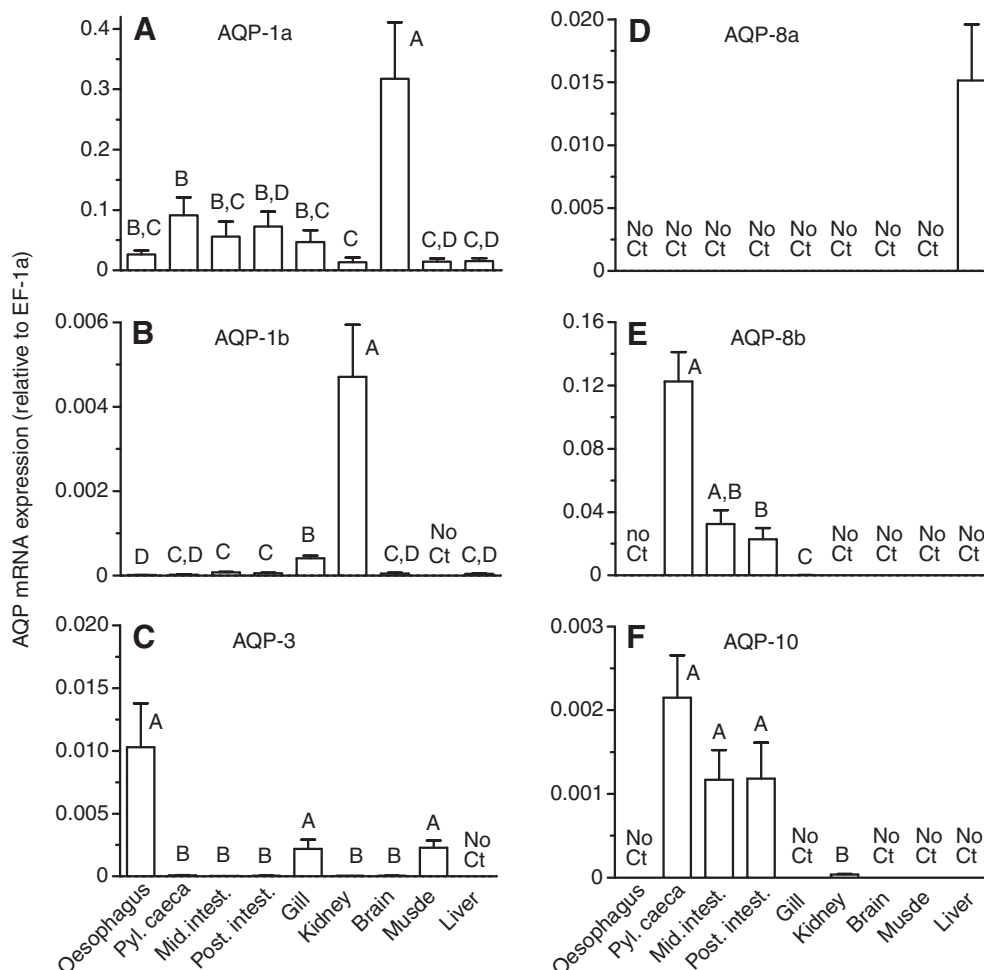 AQP mRNA expression (relative to EF-1a)
A
AQP-1a
0.4
0.3
0.2
0.1
0
B,C
B
B,C
B,D
B,C
C
A
C,D
C,D
B
AQP-1b
0.006
0.004
0.002
0
D
C,D
C
C
B
A
C,D
No
Ct
C,D
C
AQP-3
0.020
0.015
0.010
0.005
0
A
B
B
B
A
B
B
A
No
Ct
Oesophagus
Pyl. caeca
Mid. intest.
Post. intest.
Gill
Kidney
Brain
Musde
Liver
D
AQP-8a
0.020
0.015
0.010
0.005
0
No No No No No No No No
Ct Ct Ct Ct Ct Ct Ct Ct
E
AQP-8b
0.16
0.12
0.08
0.04
0
no
Ct
A
A,B
B
C
No No No No
Ct Ct Ct Ct
F
AQP-10
0.003
0.002
0.001
0
No
Ct
A
A
A
No
Ct
B
No No No
Ct Ct Ct
Oesophagus
Pyl. caeca
Mid. intest.
Post. intest.
Gill
Kidney
Brain
Musde
Liver